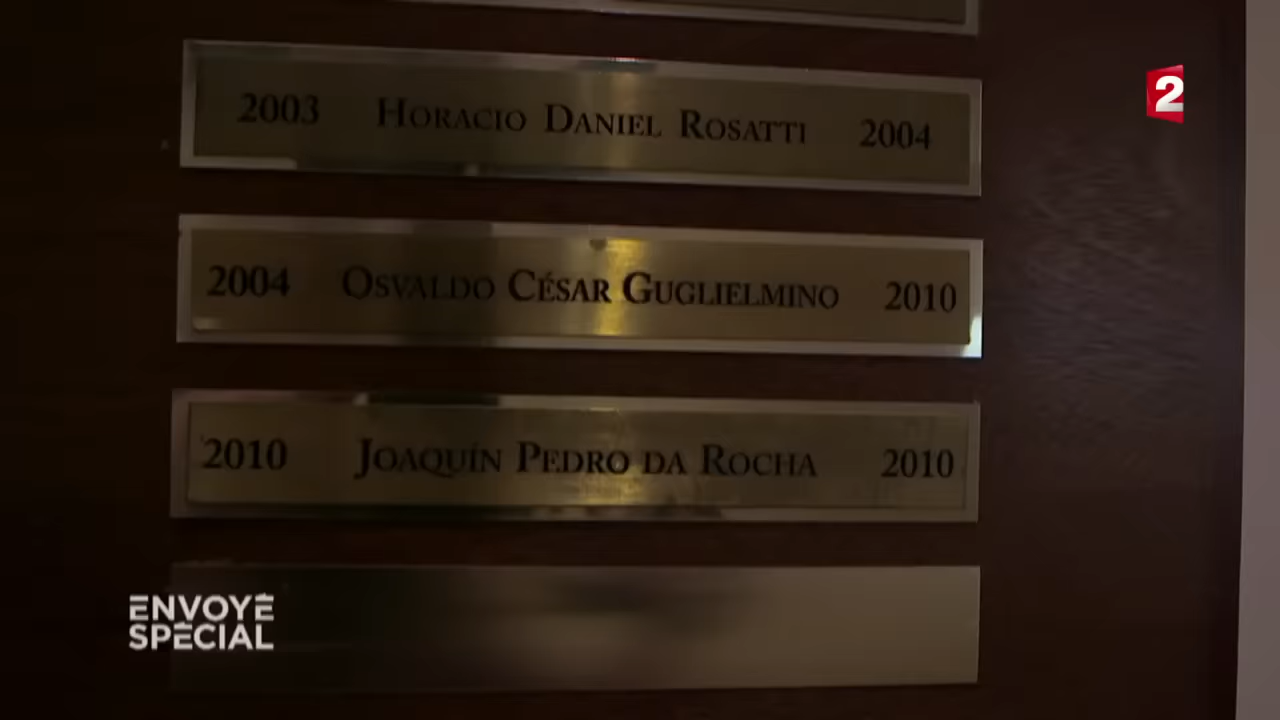 2
2003 HORACIO DANIEL ROSATTI 2004
2004 OSVALDO CÉSAR GUGLIELMINO 2010
2010 JOAQUÍN PEDRO DA ROCHA 2010
ENVOYÉ
SPÉCIAL